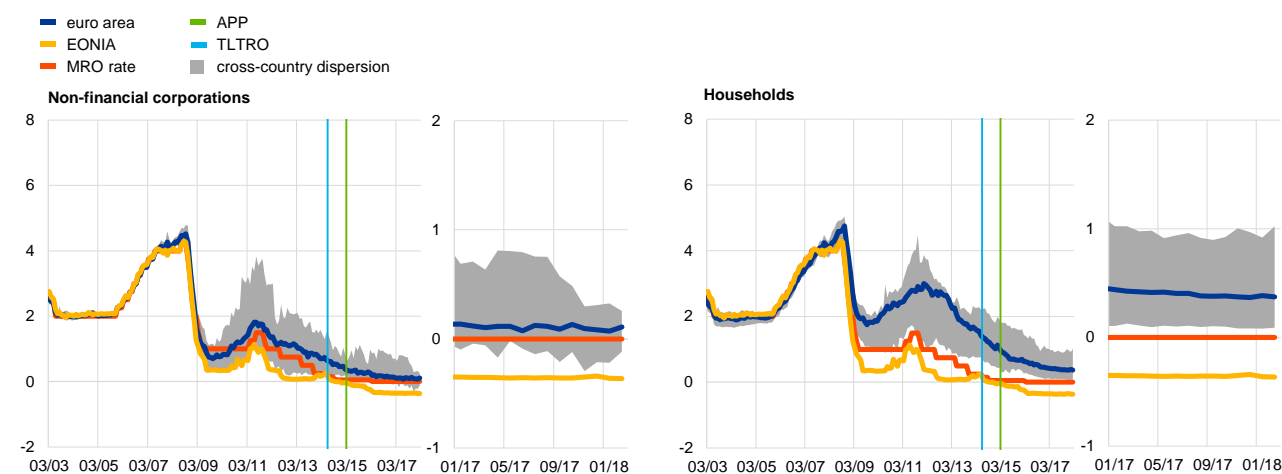 euro area
APP
EONIA
TLTRO
MRO rate
cross-country dispersion
Non-financial corporations
Households
8
6
4
2
0
-2
03/03 03/05 03/07 03/09 03/11 03/13 03/15 03/17
2
1
0
-1
01/17 05/17 09/17 01/18
8
6
4
2
0
-2
03/03 03/05 03/07 03/09 03/11 03/13 03/15 03/17
2
1
0
-1
01/17 05/17 09/17 01/18